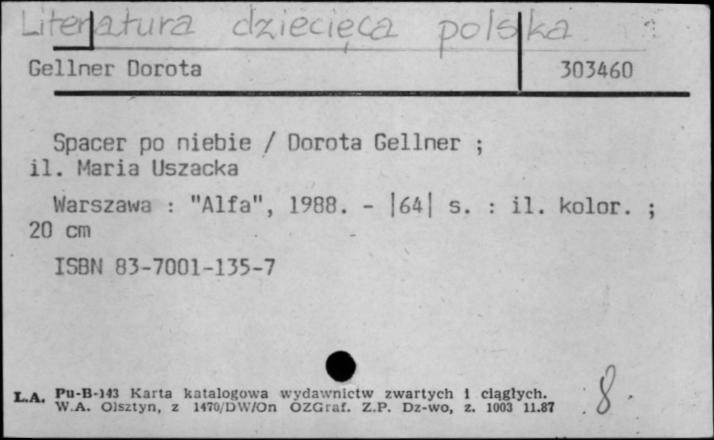 Literatura dziecięca polska
Gellner Dorota 303460
Spacer po niebie / Dorota Gellner ;
il. Maria Uszacka
Warszawa : "Alfa", 1988. - |64| s. : il. kolor. ;
20 cm
ISBN 83-7001-135-7
L.A. Pu-B-143 Karta katalogowa wydawnictw zwartych i ciągłych.
W.A. Olsztyn, z 1470/DW/On OZGraf. Z.P. Dz-wo, z. 1003 11.87
8.